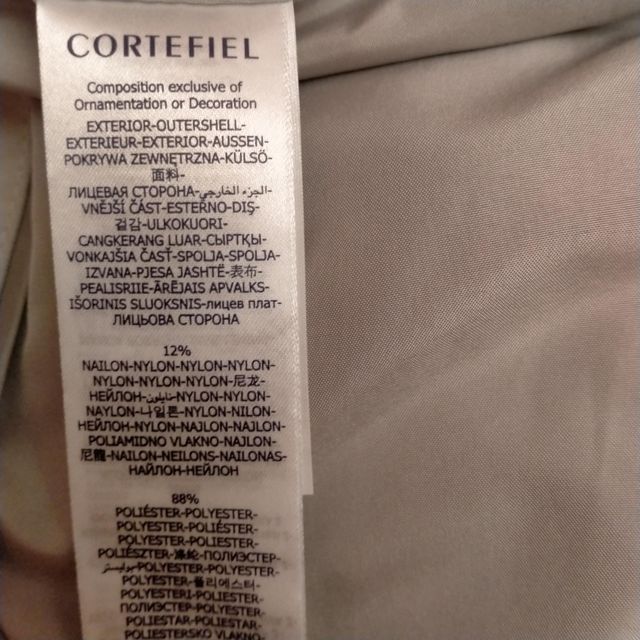 CORTEFIEL
Composition exclusive of
Ornamentation or Decoration
EXTERIOR-OUTERSHELL-
EXTERIEUR-EXTERIOR-AUSSEN-
POKRYWA ZEWNĘTRZNA-KÜLSÖ-
面料-
ЛИЦЕВАЯ СТОРОНА-الجزء الخارجي-
VNĚJŠÍ ČÁST-ESTERNO-DIŞ-
겉감-ULKOKUORI-
CANGKERANG LUAR-СЫРТҚЫ-
VONKAJŠIA ČASŤ-SPOLJA-SPOLJA-
IZVANA-PJESA JASHTË-表布-
PEALISRIIE-ĀRĒJAIS APVALKS-
IŠORINIS SLUOKSNIS-лицев плат-
ЛИЦЬОВА СТОРОНА
12%
NAILON-NYLON-NYLON-NYLON-
NYLON-NYLON-NYLON-尼龙-
НЕЙЛОН-نايلون-NYLON-NYLON-
NAYLON-나일론-NYLON-NILON-
НЕЙЛОН-NYLON-NAJLON-NAJLON-
POLIAMIDNO VLAKNO-NAJLON-
尼龍-NAILON-NEILONS-NAILONAS-
НАЙЛОН-НЕЙЛОН
88%
POLIÉSTER-POLYESTER-
POLYESTER-POLIÉSTER-
POLYESTER-POLIESTER-
POLIÉSZTER-涤纶-ПОЛИЭСТЕР-
بوليستر-POLYESTER-POLYESTER-
POLYESTER-폴리에스터-
POLYESTERI-POLIESTER-
ПОЛИЭСТЕР-POLYESTER-
POLIESTAR-POLIESTAR-
POLIESTERSKO VLAKNO-